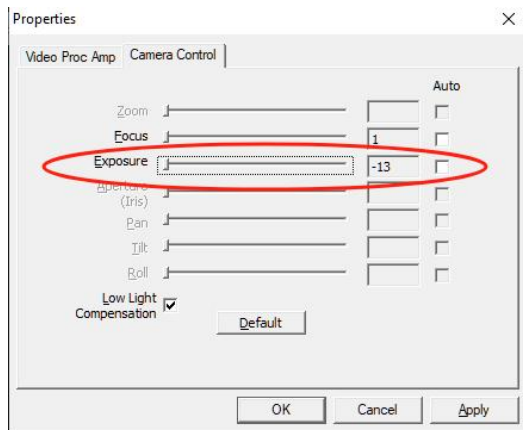 Properties
Video Proc Amp Camera Control
Auto
Zoom
Focus 1
Exposure -13
Aperture
(Iris)
Pan
Tilt
Roll
Low Light
Compensation
Default
OK Cancel Apply